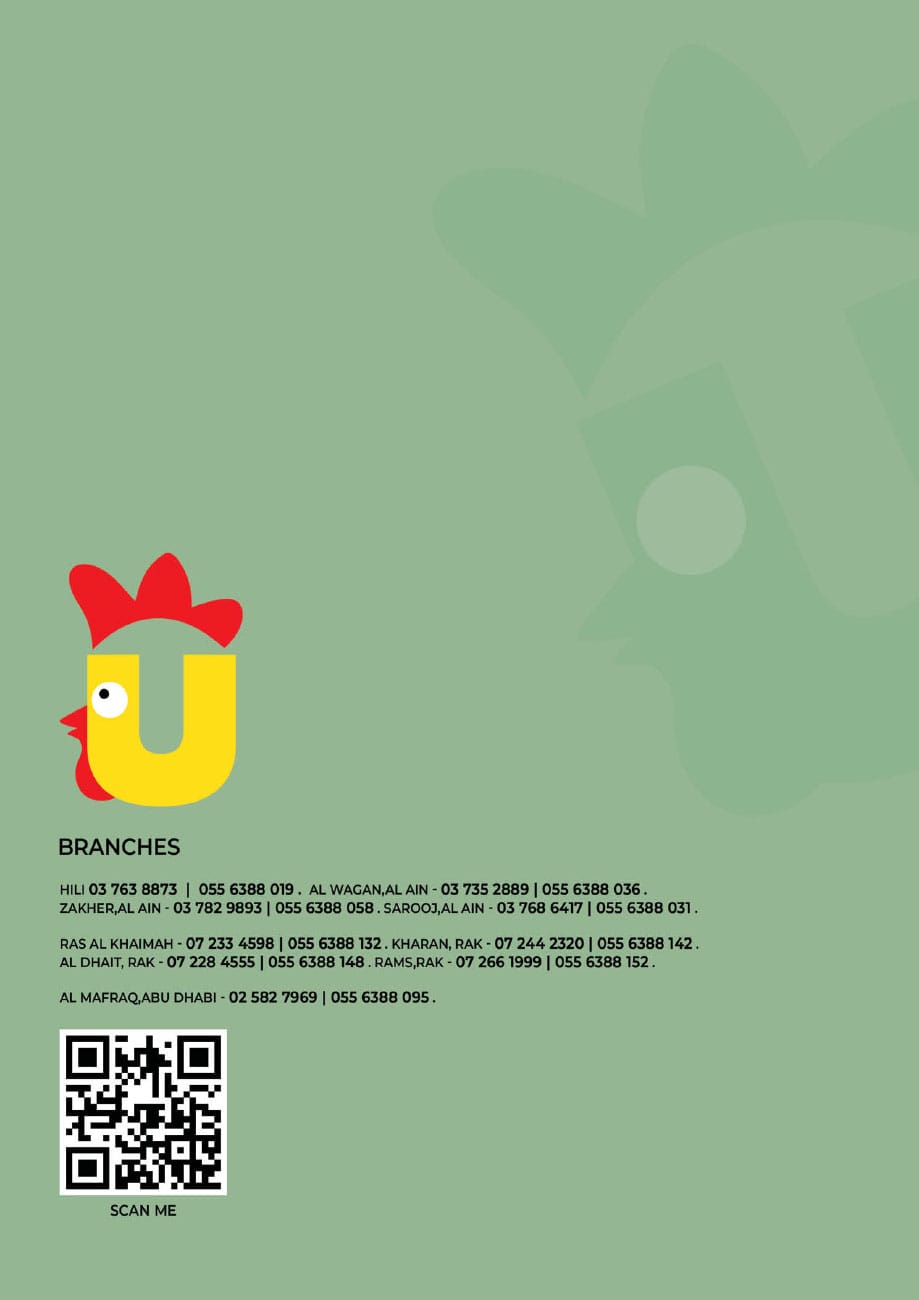 U
BRANCHES
HILI 03 763 8873 | 055 6388 019 . AL WAGAN,AL AIN - 03 735 2889 | 055 6388 036 .
ZAKHER,AL AIN - 03 782 9893 | 055 6388 058 . SAROOJ,AL AIN - 03 768 6417 | 055 6388 031 .
RAS AL KHAIMAH - 07 233 4598 | 055 6388 132 . KHARAN, RAK - 07 244 2320 | 055 6388 142 .
AL DHAIT, RAK - 07 228 4555 | 055 6388 148 . RAMS,RAK - 07 266 1999 | 055 6388 152 .
AL MAFRAQ,ABU DHABI - 02 582 7969 | 055 6388 095 .
SCAN ME